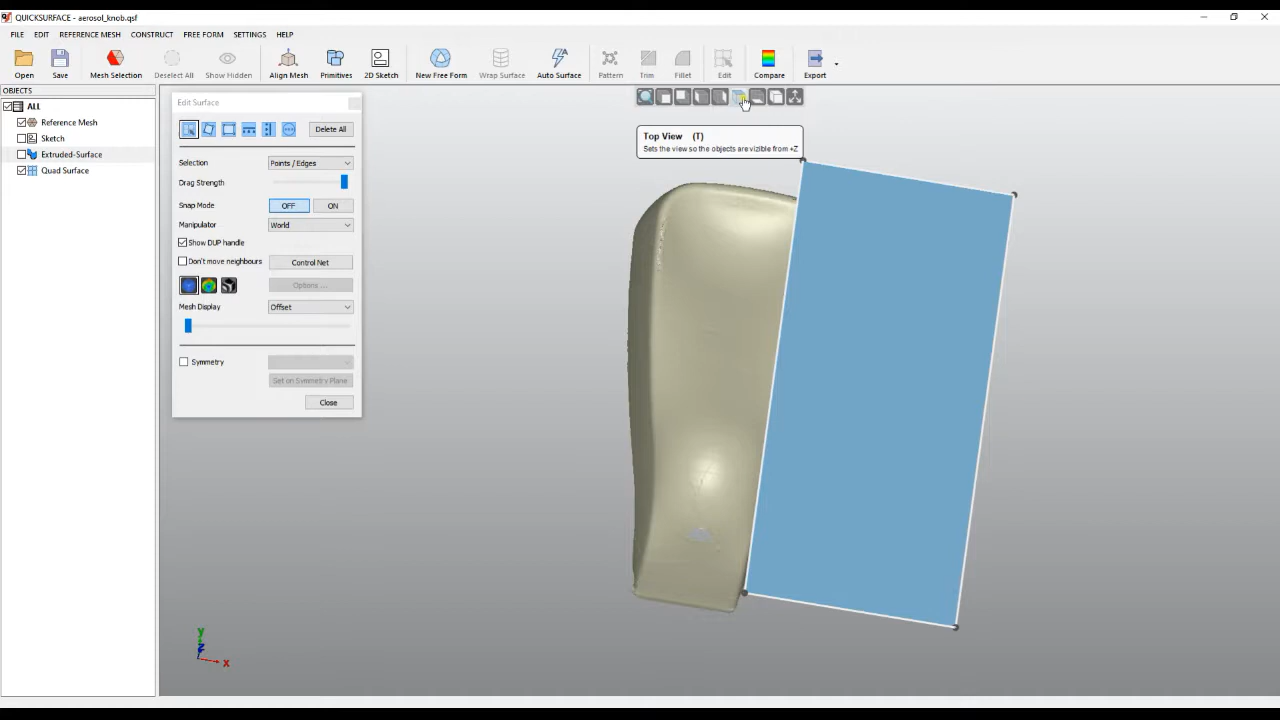 QUICKSURFACE - aerosol_knob.qsf
FILE EDIT REFERENCE MESH CONSTRUCT FREE FORM SETTINGS HELP
Open Save Mesh Selection Deselect All Show Hidden Align Mesh Primitives 2D Sketch New Free Form Wrap Surface Auto Surface Pattern Trim Fillet Edit Compare Export
OBJECTS
ALL
Reference Mesh
Sketch
Extruded-Surface
Quad Surface
Edit Surface
Delete All
Selection Points / Edges
Drag Strength
Snap Mode OFF ON
Manipulator World
Show DUP handle
Don't move neighbours Control Net
Options ...
Mesh Display Offset
Symmetry
Set on Symmetry Plane
Close
Top View (T)
Sets the view so the objects are vizible from +Z
y
z
x